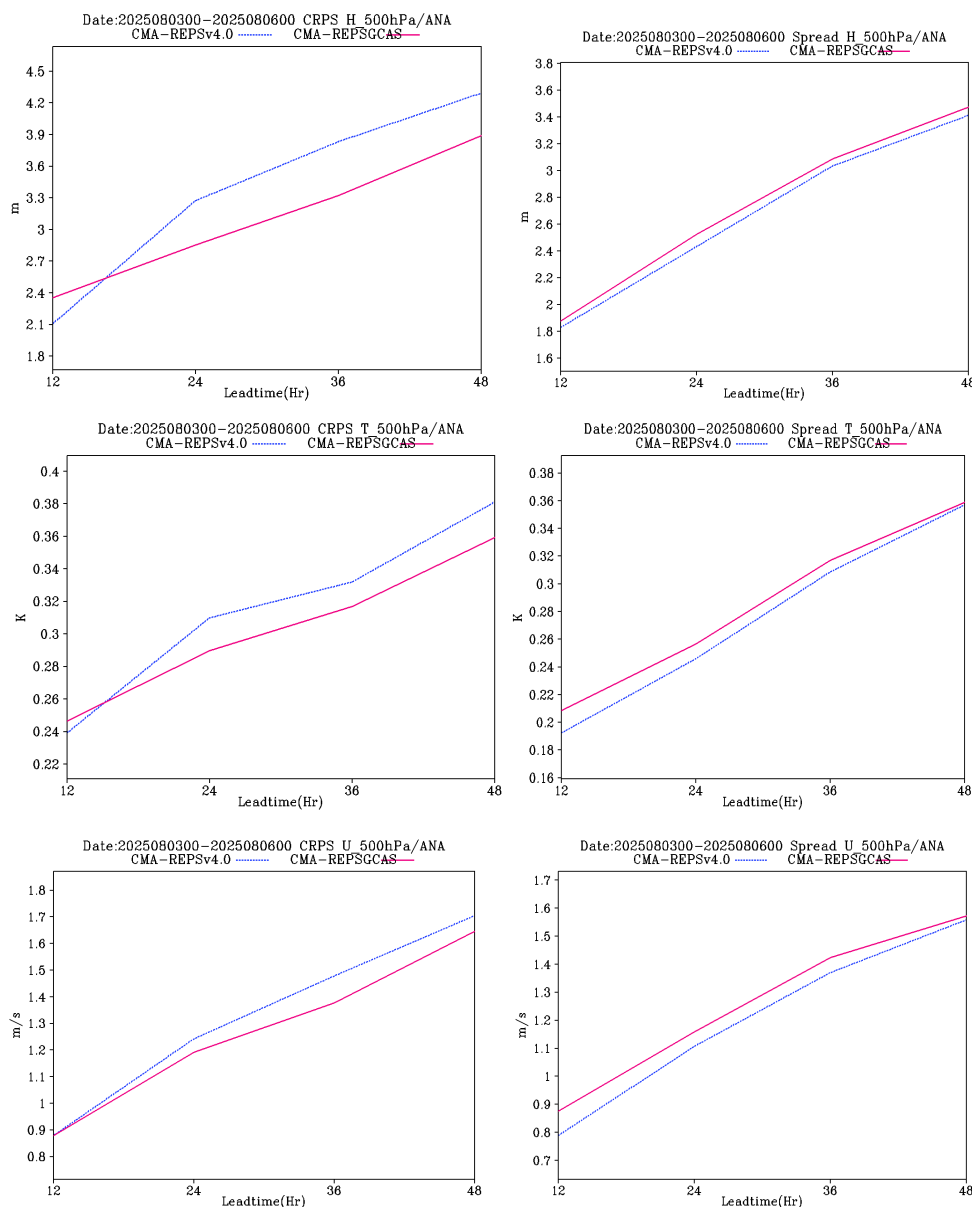 Date:2025080300-2025080600 CRPS H_500hPa/ANA
CMA-REPSv4.0 CMA-REPSGCAS
4.5
4.2
3.9
3.6
3.3
3
2.7
2.4
2.1
1.8
m
12 24 36 48
Leadtime(Hr)
Date:2025080300-2025080600 Spread H_500hPa/ANA
CMA-REPSv4.0 CMA-REPSGCAS
3.8
3.6
3.4
3.2
3
2.8
2.6
2.4
2.2
2
1.8
1.6
m
12 24 36 48
Leadtime(Hr)
Date:2025080300-2025080600 CRPS T_500hPa/ANA
CMA-REPSv4.0 CMA-REPSGCAS
0.4
0.38
0.36
0.34
0.32
0.3
0.28
0.26
0.24
0.22
K
12 24 36 48
Leadtime(Hr)
Date:2025080300-2025080600 Spread T_500hPa/ANA
CMA-REPSv4.0 CMA-REPSGCAS
0.38
0.36
0.34
0.32
0.3
0.28
0.26
0.24
0.22
0.2
0.18
0.16
K
12 24 36 48
Leadtime(Hr)
Date:2025080300-2025080600 CRPS U_500hPa/ANA
CMA-REPSv4.0 CMA-REPSGCAS
1.8
1.7
1.6
1.5
1.4
1.3
1.2
1.1
1
0.9
0.8
m/s
12 24 36 48
Leadtime(Hr)
Date:2025080300-2025080600 Spread U_500hPa/ANA
CMA-REPSv4.0 CMA-REPSGCAS
1.7
1.6
1.5
1.4
1.3
1.2
1.1
1
0.9
0.8
0.7
m/s
12 24 36 48
Leadtime(Hr)